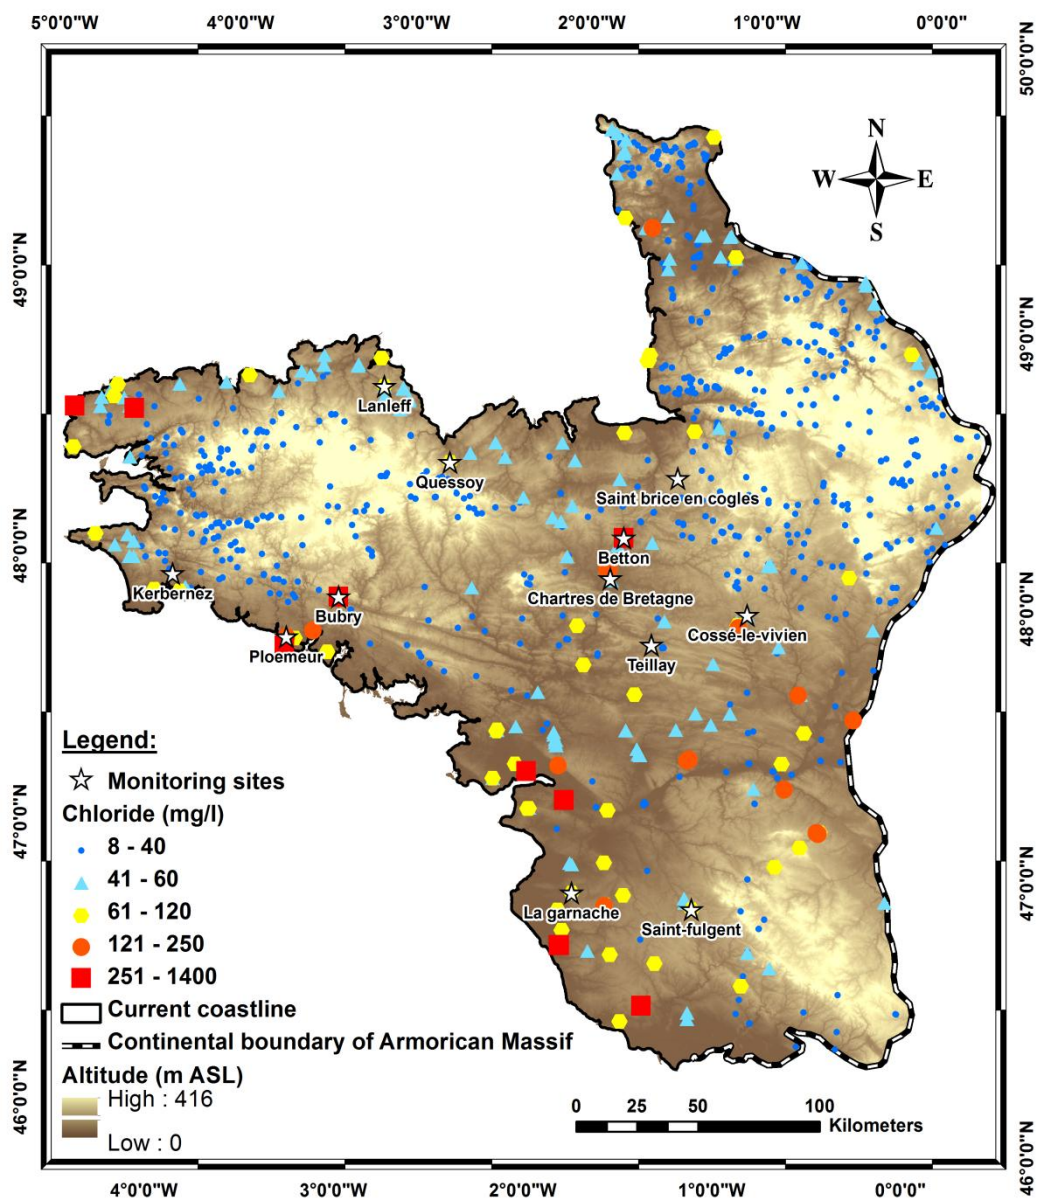 5°0'0"W 4°0'0"W 3°0'0"W 2°0'0"W 1°0'0"W 0°0'0"
50°0'0"N
N
W E
S
49°0'0"N
49°0'0"N
Lanleff
Quessoy
Saint brice en cogles
Betton
48°0'0"N
48°0'0"N
Kerbernez
Chartres de Bretagne
Bubry
Cossé-le-vivien
Ploemeur
Teillay
Legend:
Monitoring sites
Chloride (mg/l)
8 - 40
41 - 60
61 - 120
121 - 250
251 - 1400
Current coastline
Continental boundary of Armorican Massif
Altitude (m ASL)
High : 416
Low : 0
47°0'0"N
47°0'0"N
La garnache
Saint-fulgent
46°0'0"N
46°0'0"N
0 25 50 100
Kilometers
4°0'0"W 3°0'0"W 2°0'0"W 1°0'0"W 0°0'0"